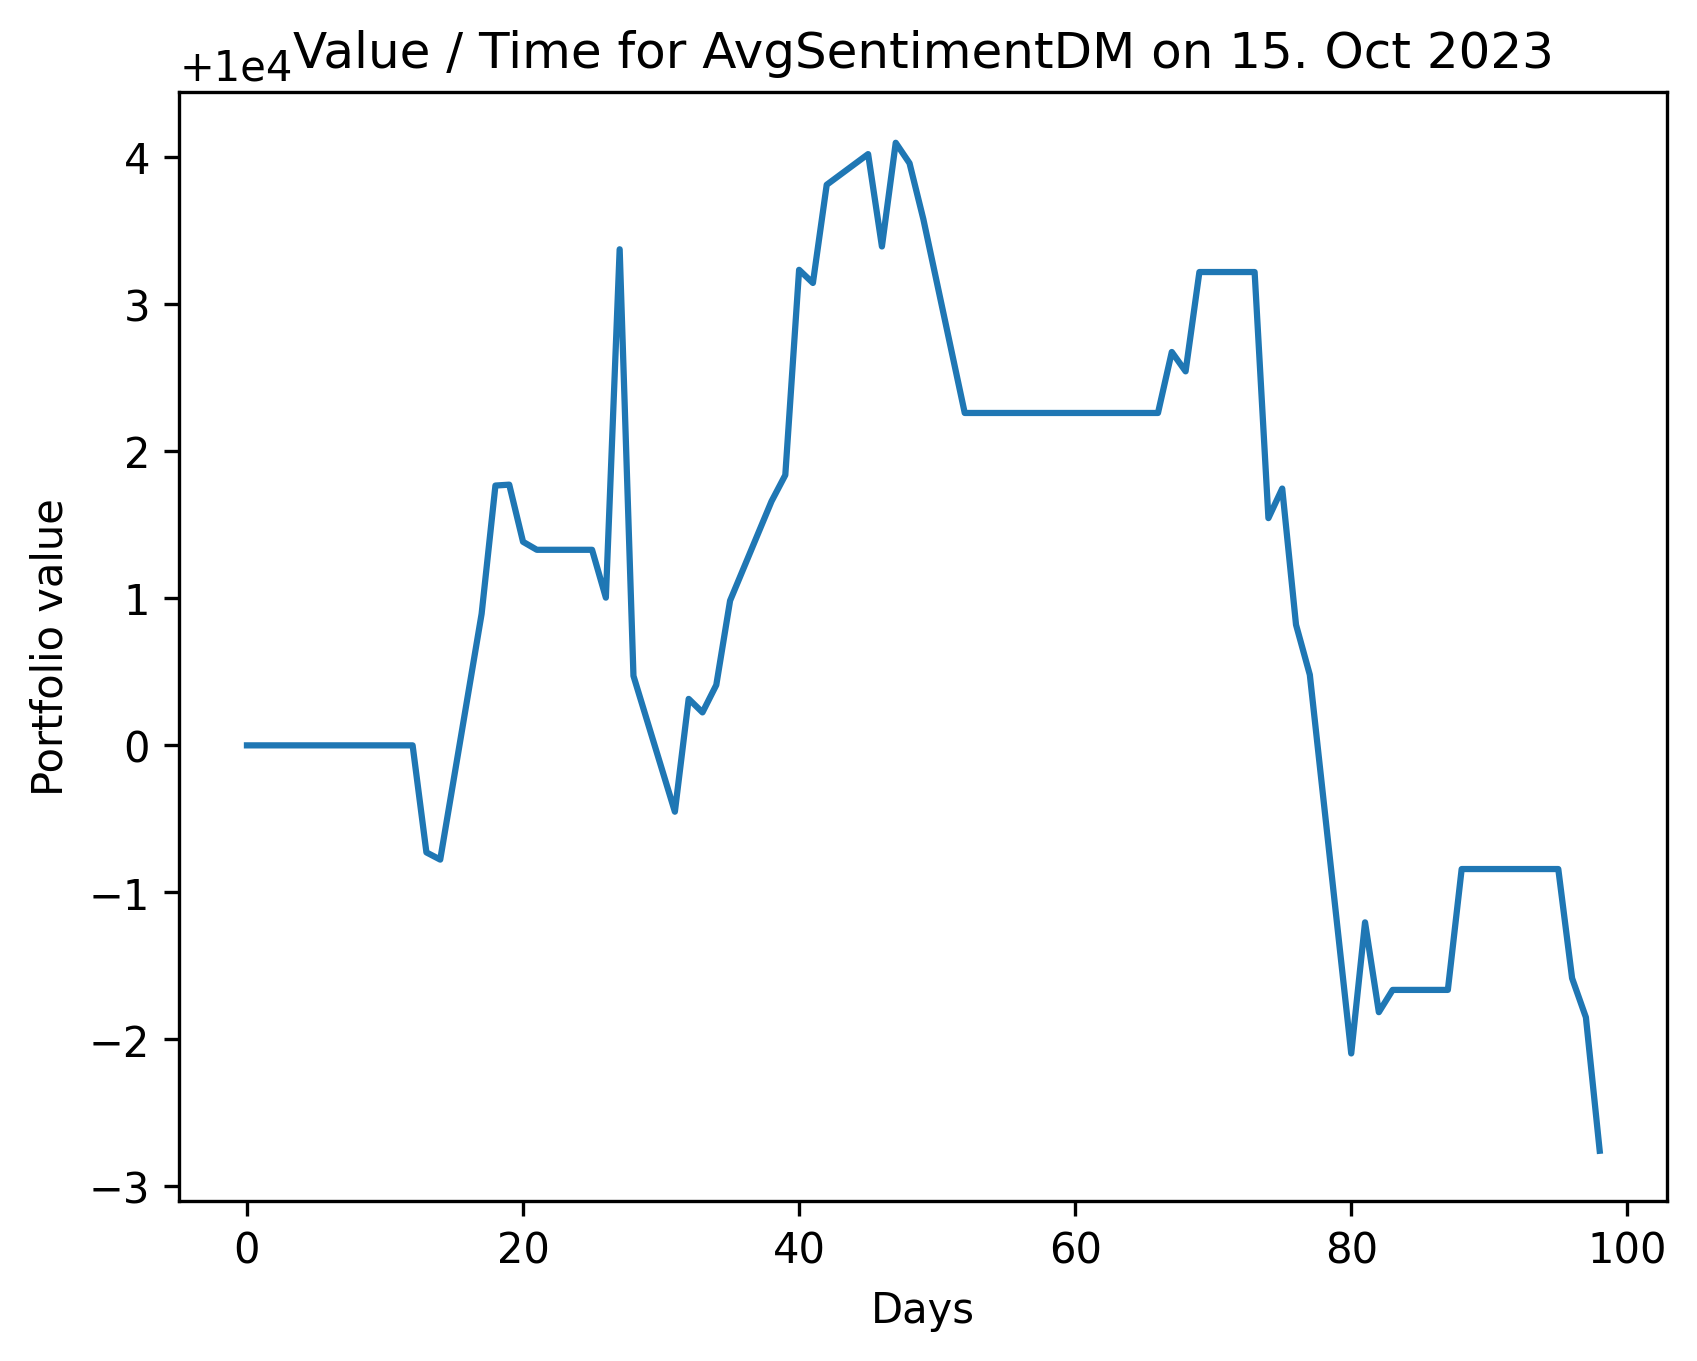 Value / Time for AvgSentimentDM on 15. Oct 2023
+1e4
4
3
2
1
0
−1
−2
−3
Portfolio value
0 20 40 60 80 100
Days